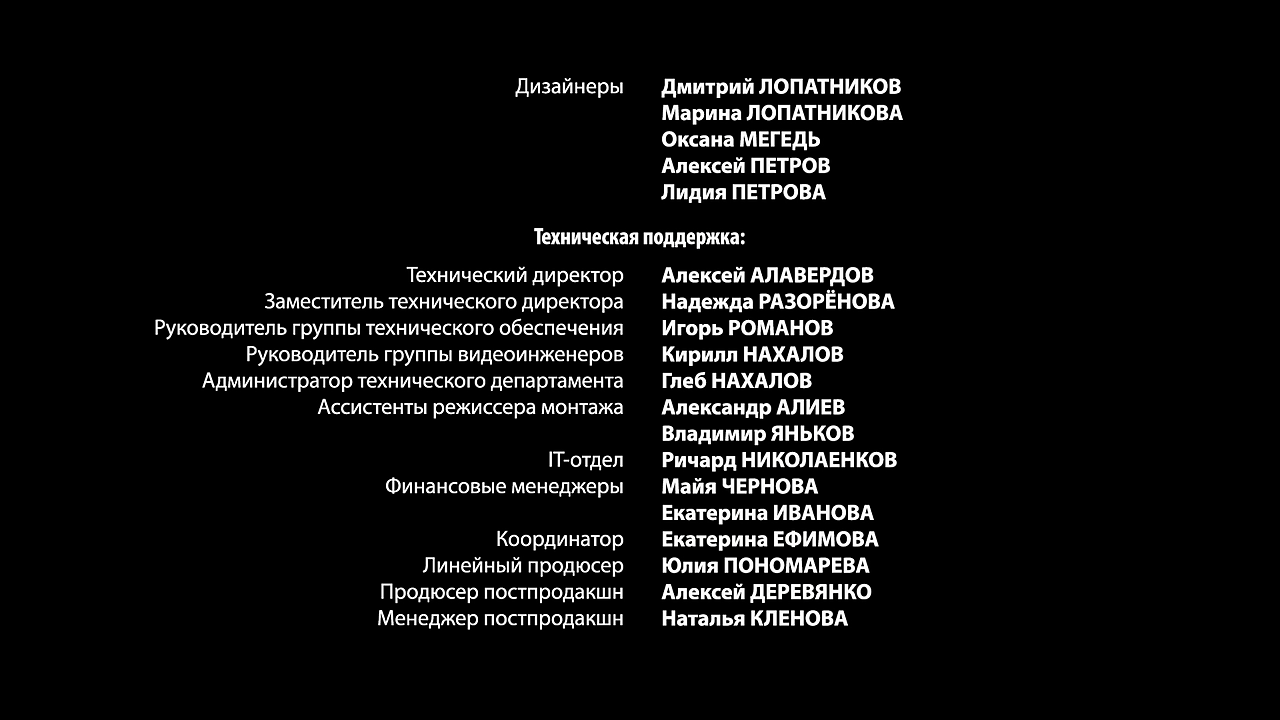 Дизайнеры Дмитрий ЛОПАТНИКОВ
Марина ЛОПАТНИКОВА
Оксана МЕГЕДЬ
Алексей ПЕТРОВ
Лидия ПЕТРОВА
Техническая поддержка:
Технический директор Алексей АЛАВЕРДОВ
Заместитель технического директора Надежда РАЗОРЁНОВА
Руководитель группы технического обеспечения Игорь РОМАНОВ
Руководитель группы видеоинженеров Кирилл НАХАЛОВ
Администратор технического департамента Глеб НАХАЛОВ
Ассистенты режиссера монтажа Александр АЛИЕВ
Владимир ЯНЬКОВ
IT-отдел Ричард НИКОЛАЕНКОВ
Финансовые менеджеры Майя ЧЕРНОВА
Екатерина ИВАНОВА
Координатор Екатерина ЕФИМОВА
Линейный продюсер Юлия ПОНОМАРЕВА
Продюсер постпродакшн Алексей ДЕРЕВЯНКО
Менеджер постпродакшн Наталья КЛЕНОВА